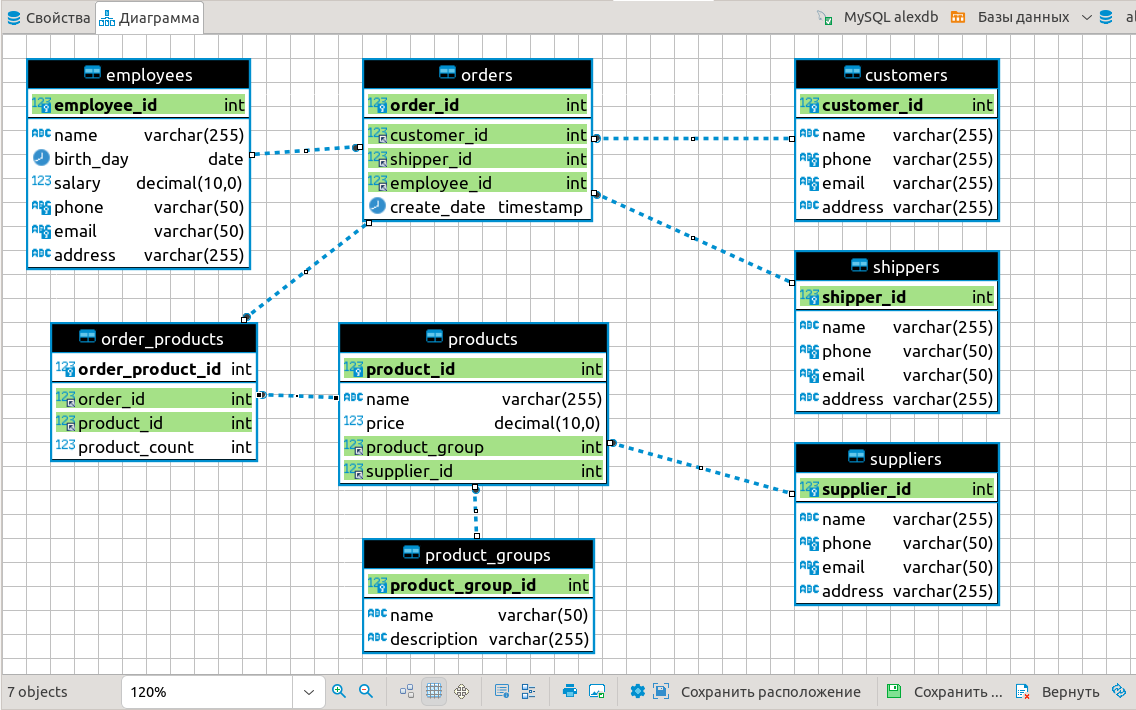 Свойства Диаграмма MySQL alexdb Базы данных
employees
employee_id int
name varchar(255)
birth_day date
salary decimal(10,0)
phone varchar(50)
email varchar(50)
address varchar(255)
orders
order_id int
customer_id int
shipper_id int
employee_id int
create_date timestamp
customers
customer_id int
name varchar(255)
phone varchar(255)
email varchar(255)
address varchar(255)
shippers
shipper_id int
name varchar(255)
phone varchar(50)
email varchar(50)
address varchar(255)
order_products
order_product_id int
order_id int
product_id int
product_count int
products
product_id int
name varchar(255)
price decimal(10,0)
product_group int
supplier_id int
suppliers
supplier_id int
name varchar(255)
phone varchar(50)
email varchar(50)
address varchar(255)
product_groups
product_group_id int
name varchar(50)
description varchar(255)
7 objects 120% Сохранить расположение Сохранить ... Вернуть